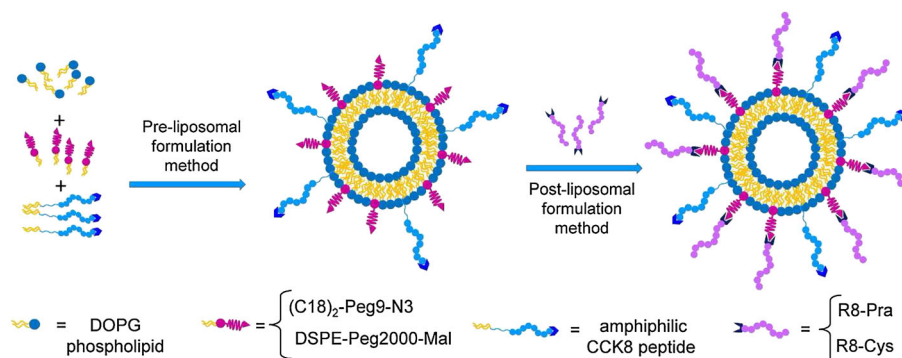 +
+
Pre-liposomal
formulation
method
Post-liposomal
formulation
method
= DOPG
phospholipid
= (C18)₂-Peg9-N3
DSPE-Peg2000-Mal
= amphiphilic
CCK8 peptide
= R8-Pra
R8-Cys